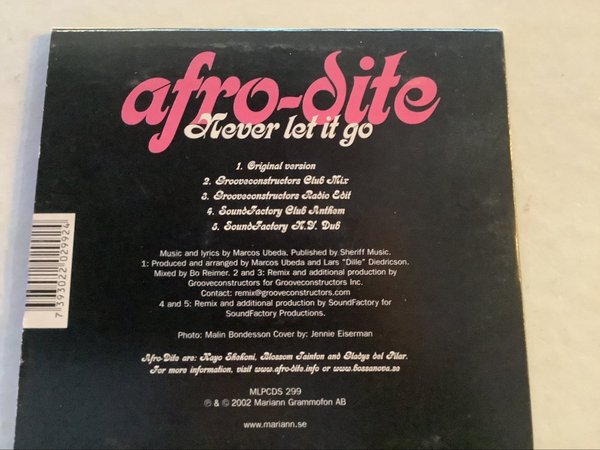 afro-dite
Never let it go
1. Original version
2. Grooveconstructors Club Mix
3. Grooveconstructors Radio Edit
4. SoundFactory Club Anthem
5. SoundFactory N.Y. Dub
Music and lyrics by Marcos Ubeda. Published by Sheriff Music.
1: Produced and arranged by Marcos Ubeda and Lars "Dille" Diedricson.
Mixed by Bo Reimer. 2 and 3: Remix and additional production by
Grooveconstructors for Grooveconstructors Inc.
Contact: remix@grooveconstructors.com.
4 and 5: Remix and additional production by SoundFactory for
SoundFactory Productions.
Photo: Malin Bondesson Cover by: Jennie Eiserman
Afro-Dite are: Kayo Shekoni, Blossom Tainton and Gladys del Pilar.
For more information, visit www.afro-dite.info or www.bossanova.se
MLPCDS 299
℗ & © 2002 Mariann Grammofon AB
www.mariann.se
7 393022 029924